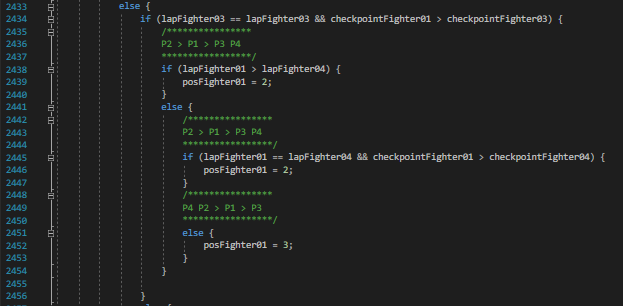 2433 else {
2434 if (lapFighter03 == lapFighter03 && checkpointFighter01 > checkpointFighter03) {
2435 /****************
2436 P2 > P1 > P3 P4
2437 *****************/
2438 if (lapFighter01 > lapFighter04) {
2439 posFighter01 = 2;
2440 }
2441 else {
2442 /****************
2443 P2 > P1 > P3 P4
2444 *****************/
2445 if (lapFighter01 == lapFighter04 && checkpointFighter01 > checkpointFighter04) {
2446 posFighter01 = 2;
2447 }
2448 /****************
2449 P4 P2 > P1 > P3
2450 *****************/
2451 else {
2452 posFighter01 = 3;
2453 }
2454 }
2455
2456 }